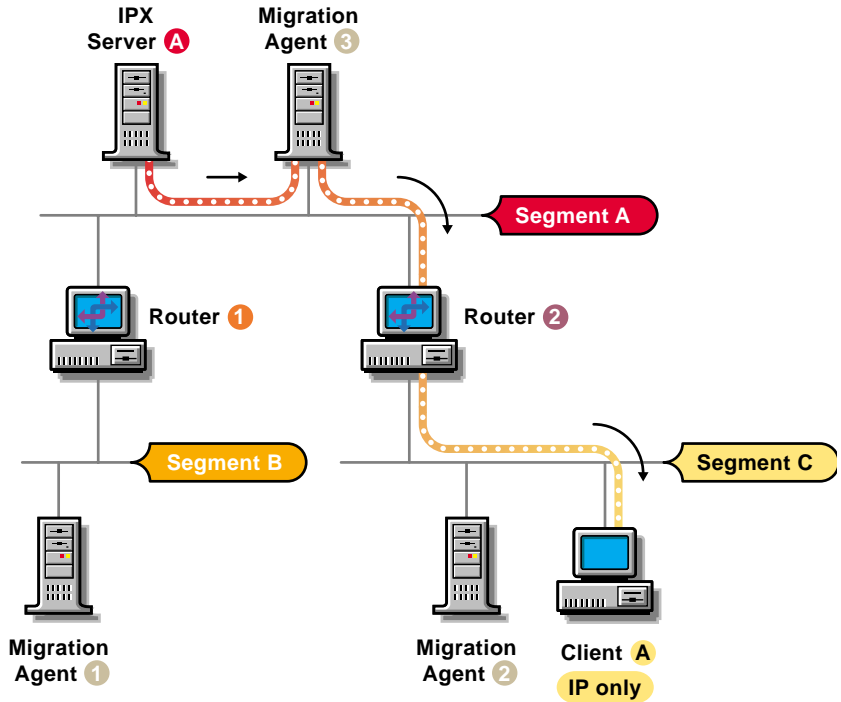 IPX
Server A
Migration
Agent 3
Segment A
Router 1
Router 2
Segment B
Segment C
Migration
Agent 1
Migration
Agent 2
Client A
IP only